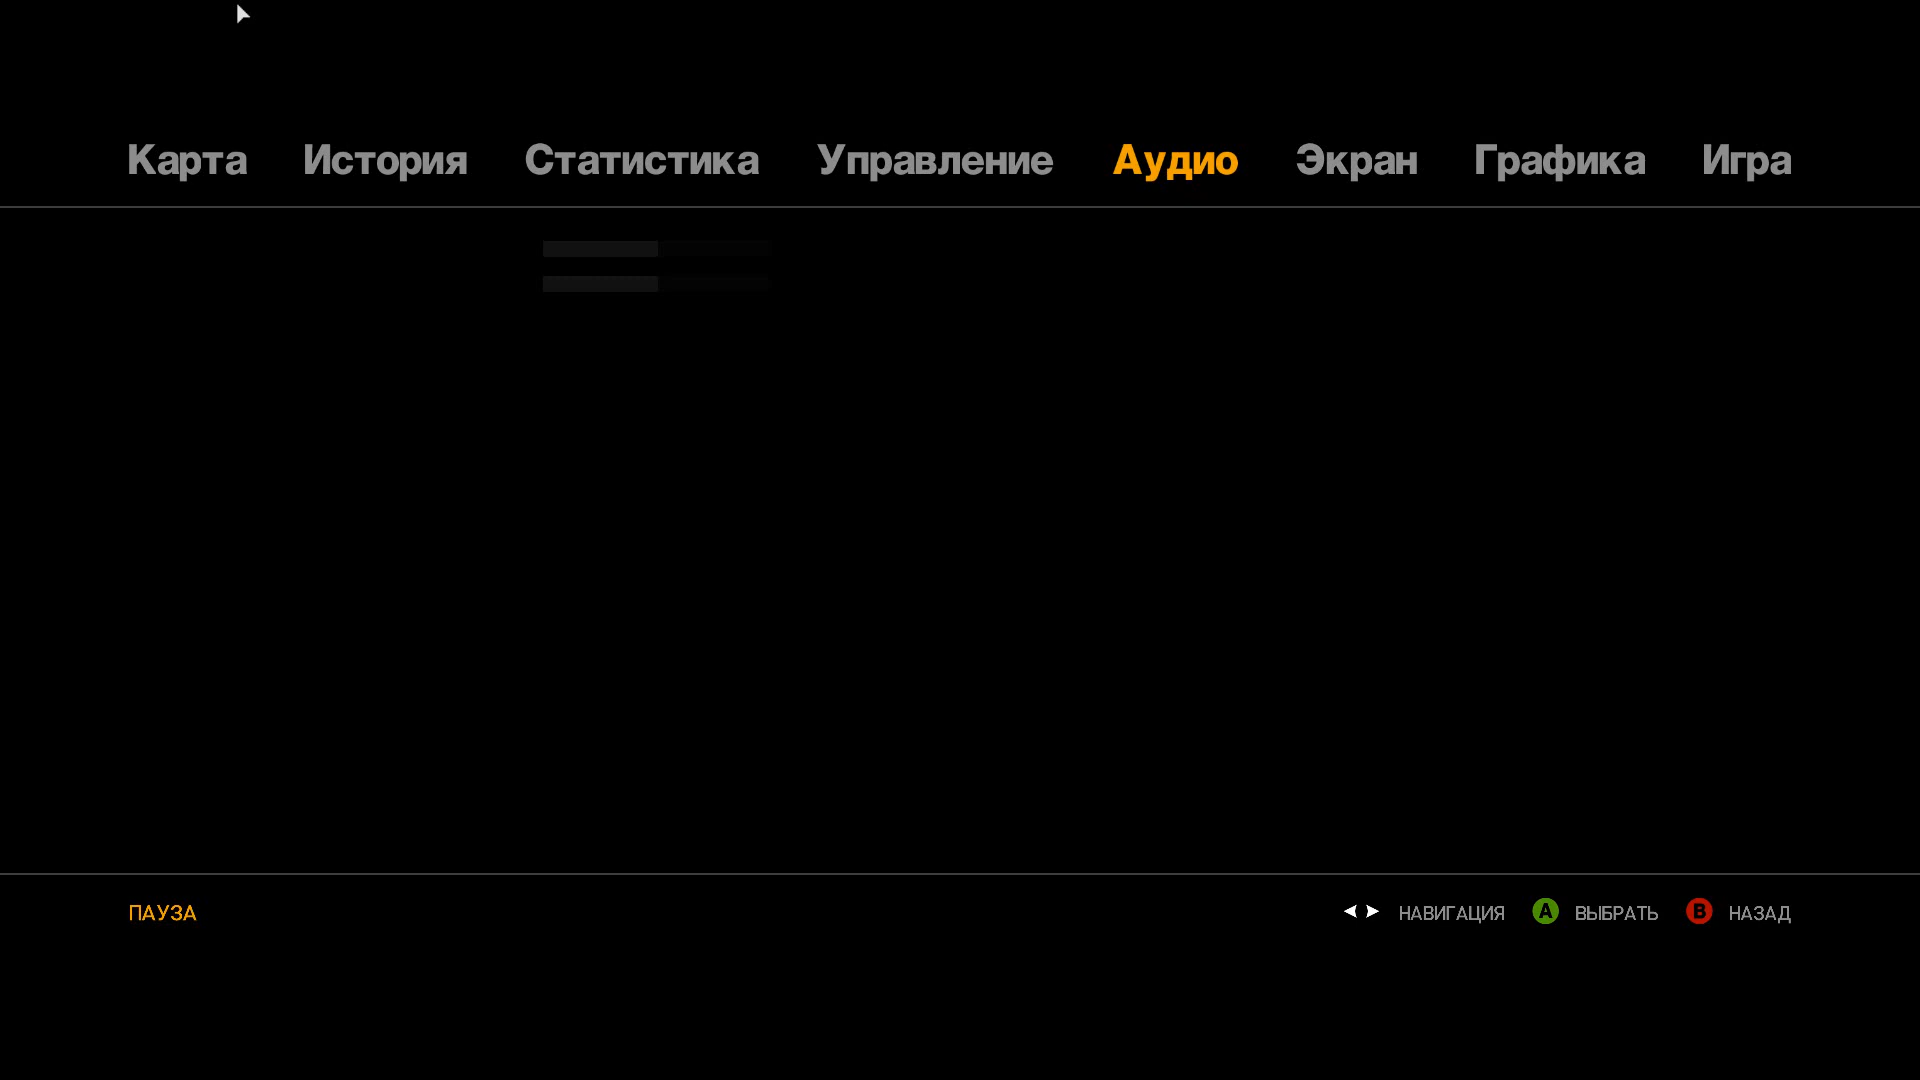 Карта История Статистика Управление Аудио Экран Графика Игра
ПАУЗА НАВИГАЦИЯ A ВЫБРАТЬ B НАЗАД